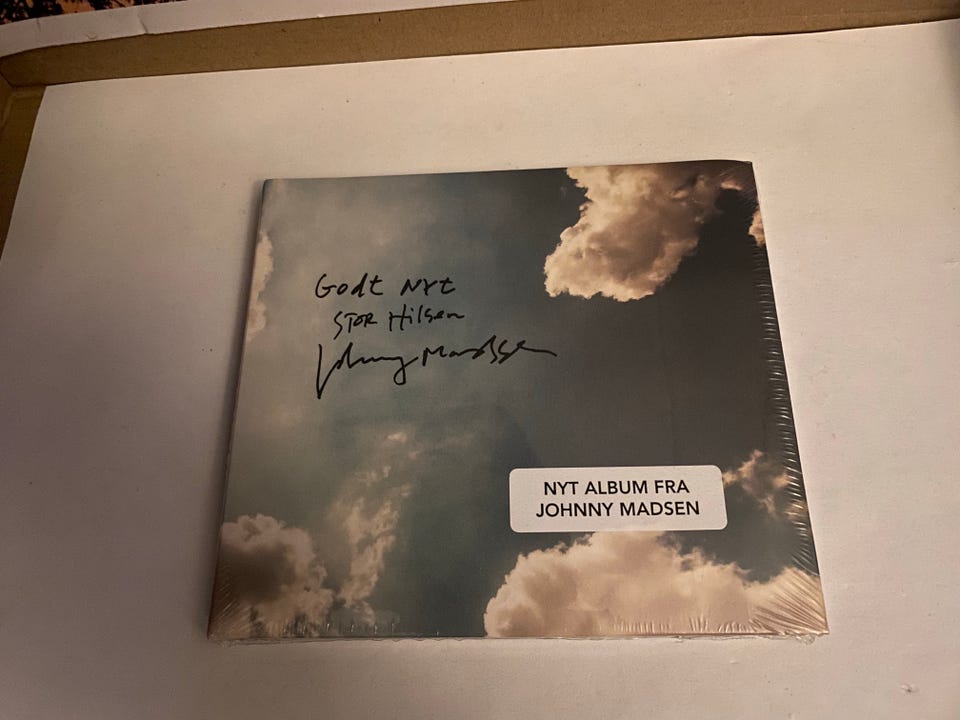 Godt Nyt
STOR Hilsen
Johnny Madsen
NYT ALBUM FRA
JOHNNY MADSEN